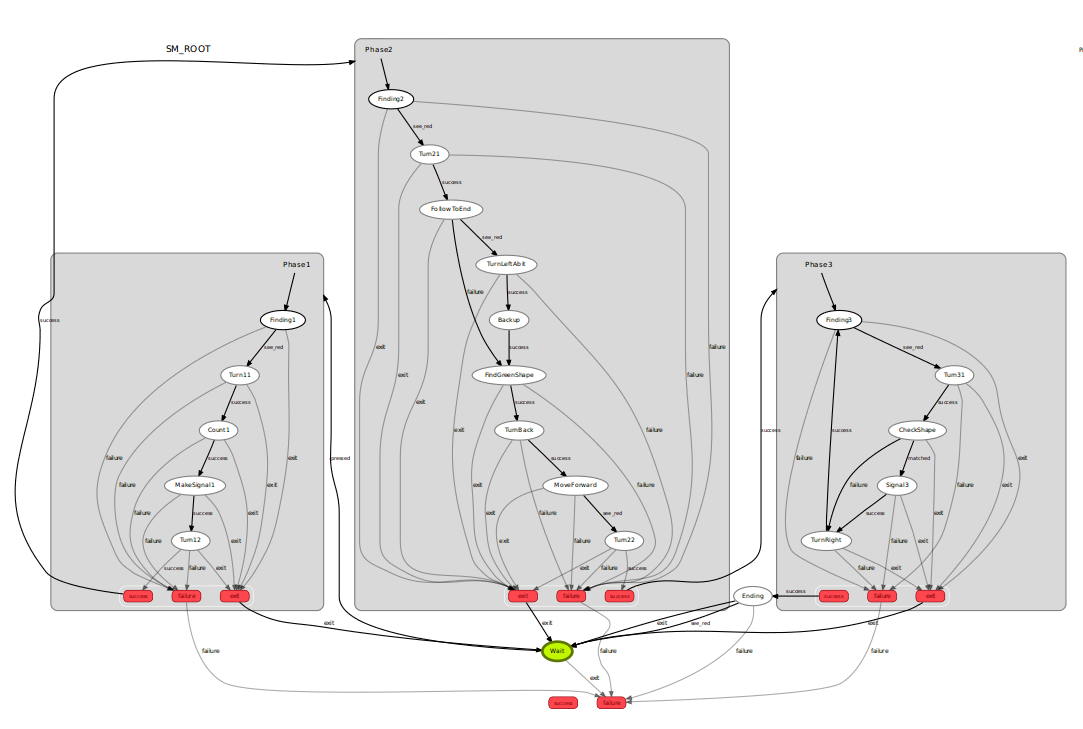 SM_ROOT
Phase2
Finding2
see_red
Turn21
success
FollowToEnd
see_red
TurnLeftAbit
Phase1
Phase3
failure
success
success
Finding1
Backup
Finding3
see_red
success
see_red
exit
failure
Turn11
exit
FindGreenShape
failure
Turn31
success
exit
success
success
Count1
exit
TurnBack
failure
success
success
CheckShape
failure
success
exit
pressed
success
matched
failure
exit
failure
failure
MakeSignal1
exit
exit
MoveForward
failure
failure
Signal3
failure
exit
success
exit
exit
failure
failure
see_red
success
exit
failure
Turn12
exit
exit
Turn22
TurnRight
failure
exit
success
failure
exit
exit
failure
success
failure
exit
success
failure
exit
exit
failure
success
Ending
success
success
failure
exit
exit
exit
exit
see_red
exit
failure
Wait
failure
failure
failure
exit
success
failure